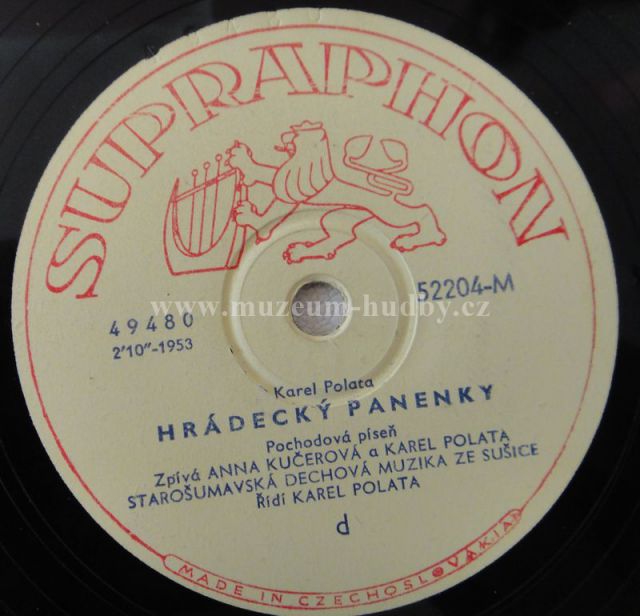 SUPRAPHON
www.muzeum-hudby.cz
49480
2'10"-1953
52204-M
Karel Polata
HRÁDECKÝ PANENKY
Pochodová píseň
Zpívá ANNA KUČEROVÁ a KAREL POLATA
STAROŠUMAVSKÁ DECHOVÁ MUZIKA ZE SUŠICE
Řídí KAREL POLATA
d
MADE IN CZECHOSLOVAKIA